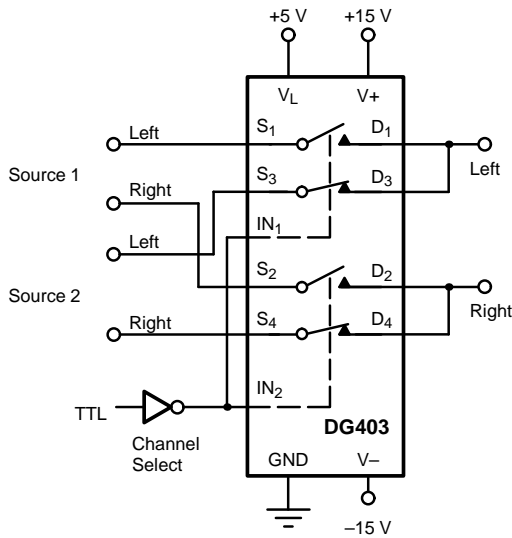 +5 V +15 V
VL V+
S1 D1
Left
Left
Source 1
S3 D3
Right
IN1
Left
S2 D2
Source 2
Right
Right
S4 D4
IN2
TTL
DG403
Channel
Select
GND V–
–15 V